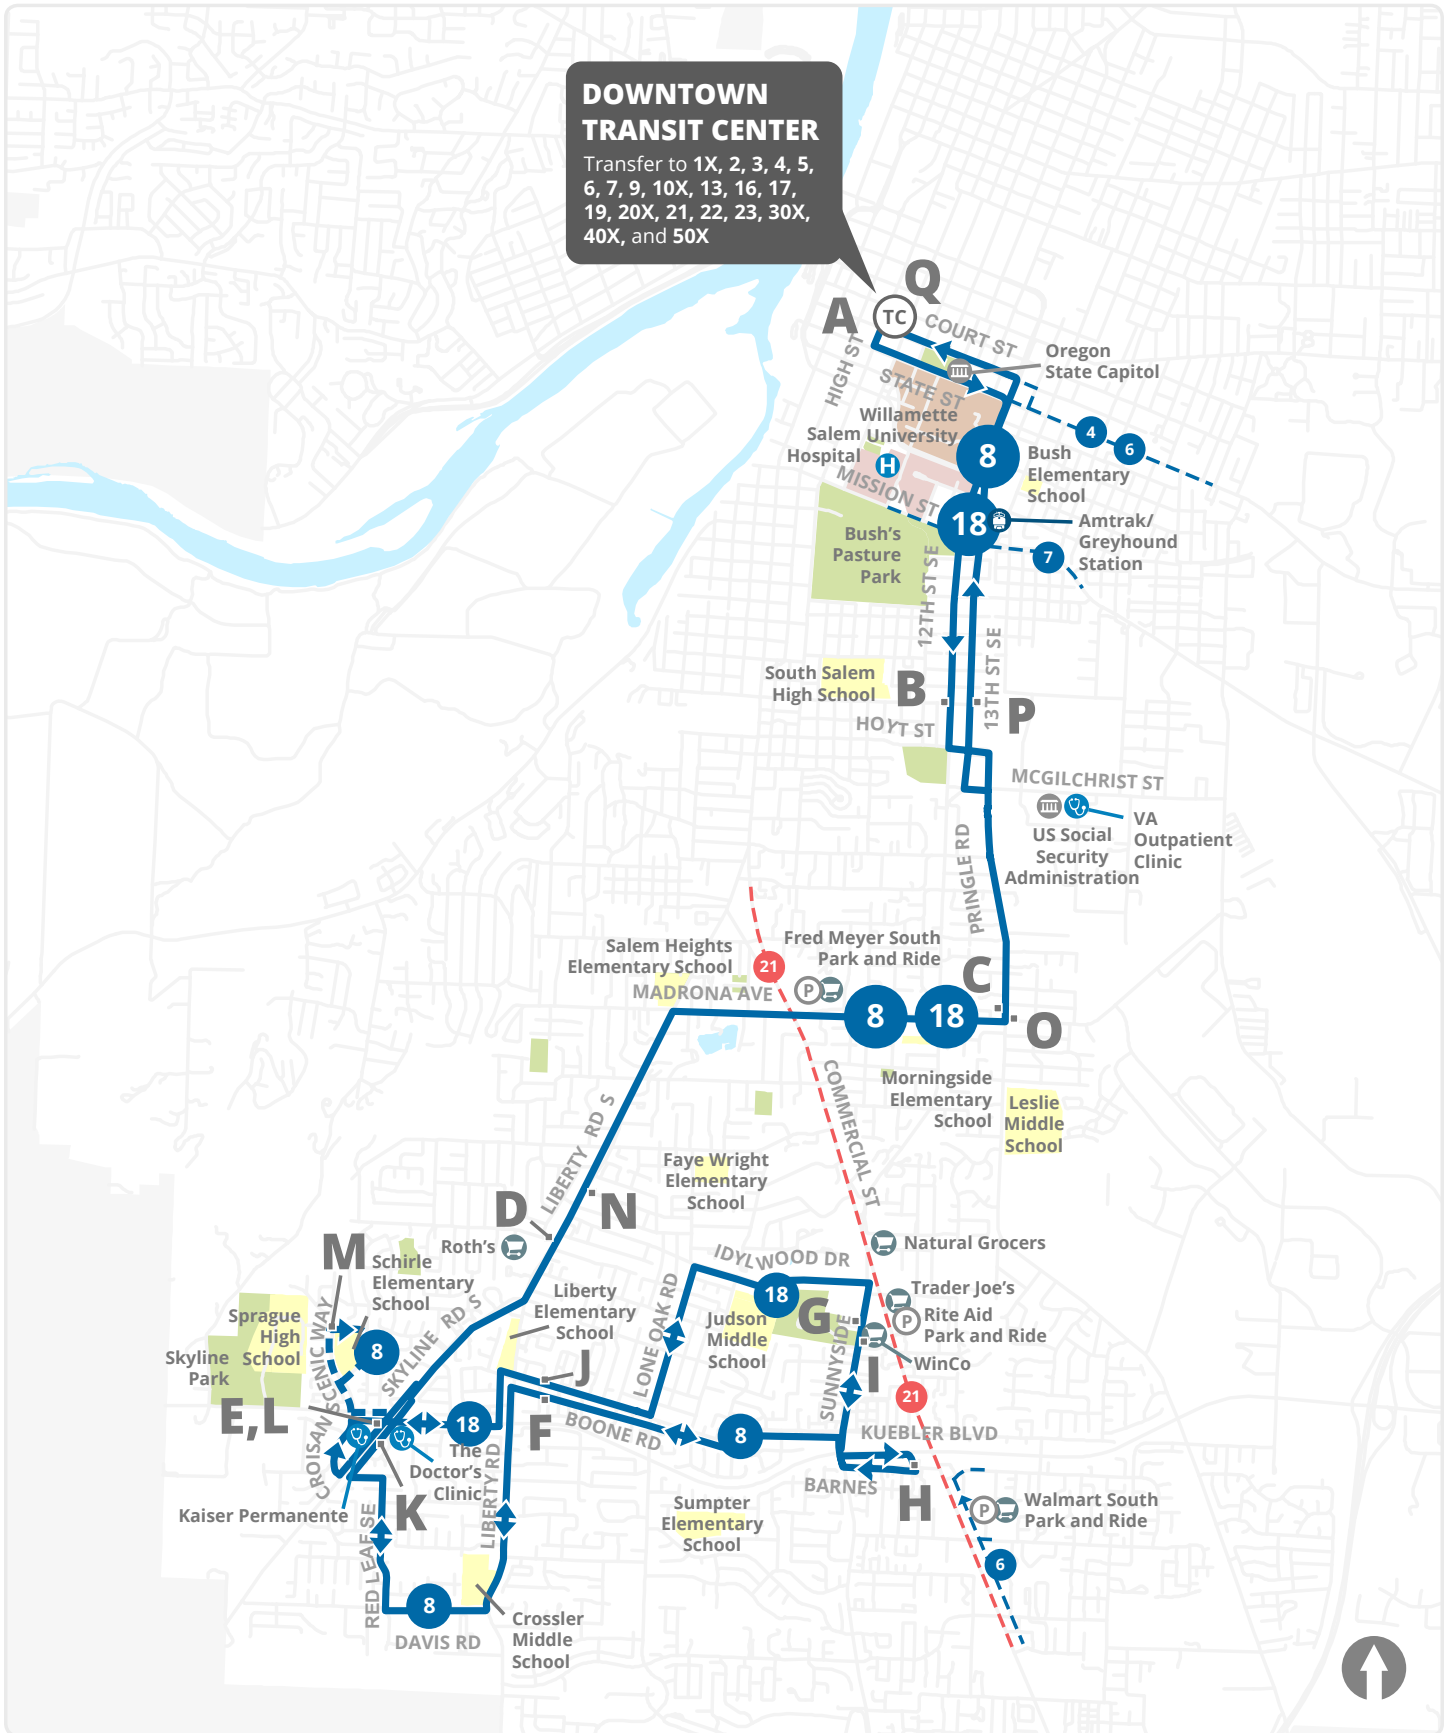 DOWNTOWN
TRANSIT CENTER
Transfer to 1X, 2, 3, 4, 5,
6, 7, 9, 10X, 13, 16, 17,
19, 20X, 21, 22, 23, 30X,
40X, and 50X
Q
A
TC
COURT ST
HIGH ST
Oregon
State Capitol
STATE ST
Willamette
University
4
6
Salem
Hospital
H
8
Bush
Elementary
School
MISSION ST
18
Amtrak/
Greyhound
Station
7
Bush's
Pasture
Park
12TH ST SE
13TH ST SE
South Salem
High School
B
P
HOYT ST
MCGILCHRIST ST
US Social
Security
Administration
VA
Outpatient
Clinic
PRINGLE RD
Salem Heights
Elementary School
21
Fred Meyer South
Park and Ride
P
C
MADRONA AVE
8
18
O
COMMERCIAL ST
Morningside
Elementary
School
Leslie
Middle
School
LIBERTY RD S
Faye Wright
Elementary
School
D
N
Roth's
M
Schirle
Elementary
School
IDYLWOOD DR
Natural Grocers
Liberty
Elementary
School
LONE OAK RD
18
Trader Joe's
Judson
Middle
School
G
P
Rite Aid
Park and Ride
Sprague
High
School
Skyline
Park
CROISAN SCENIC WAY
8
SKYLINE RD S
SUNNYSIDE
WinCo
J
I
21
E,L
18
F
BOONE RD
8
KUEBLER BLVD
The
Doctor's
Clinic
LIBERTY RD
BARNES
H
Kaiser Permanente
K
Sumpter
Elementary
School
P
Walmart South
Park and Ride
RED LEAF SE
6
8
DAVIS RD
Crossler
Middle
School